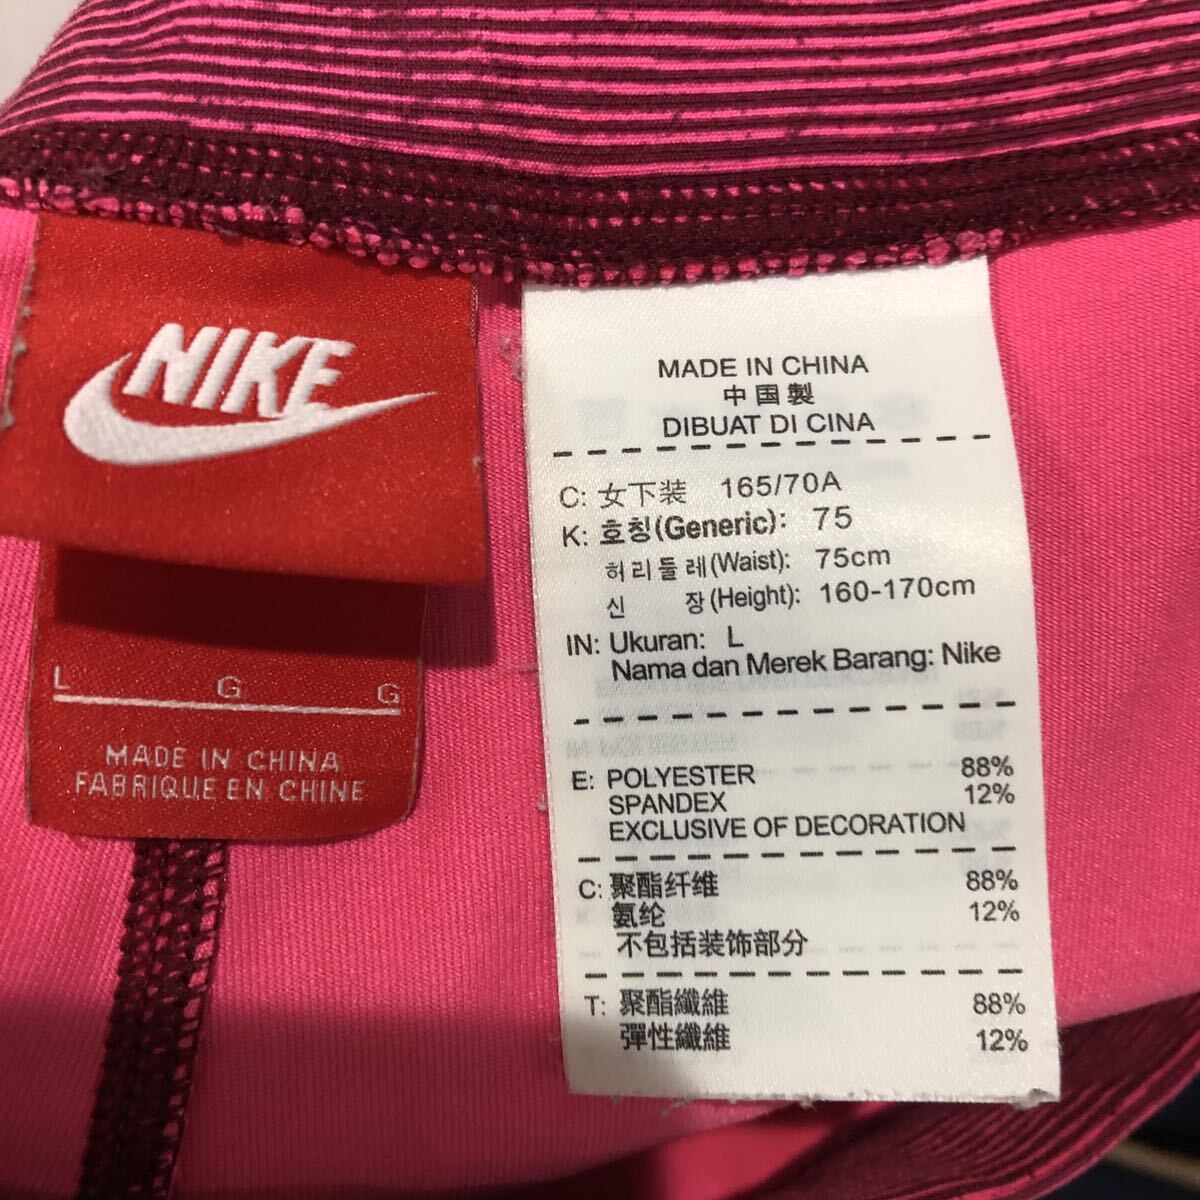 NIKE
L G G
MADE IN CHINA
FABRIQUE EN CHINE
MADE IN CHINA
中国製
DIBUAT DI CINA
C: 女下装 165/70A
K: 호칭(Generic): 75
허리둘레(Waist): 75cm
신 장(Height): 160-170cm
IN: Ukuran: L
Nama dan Merek Barang: Nike
E: POLYESTER 88%
SPANDEX 12%
EXCLUSIVE OF DECORATION
C: 聚酯纤维 88%
氨纶 12%
不包括装饰部分
T: 聚酯纖維 88%
彈性纖維 12%